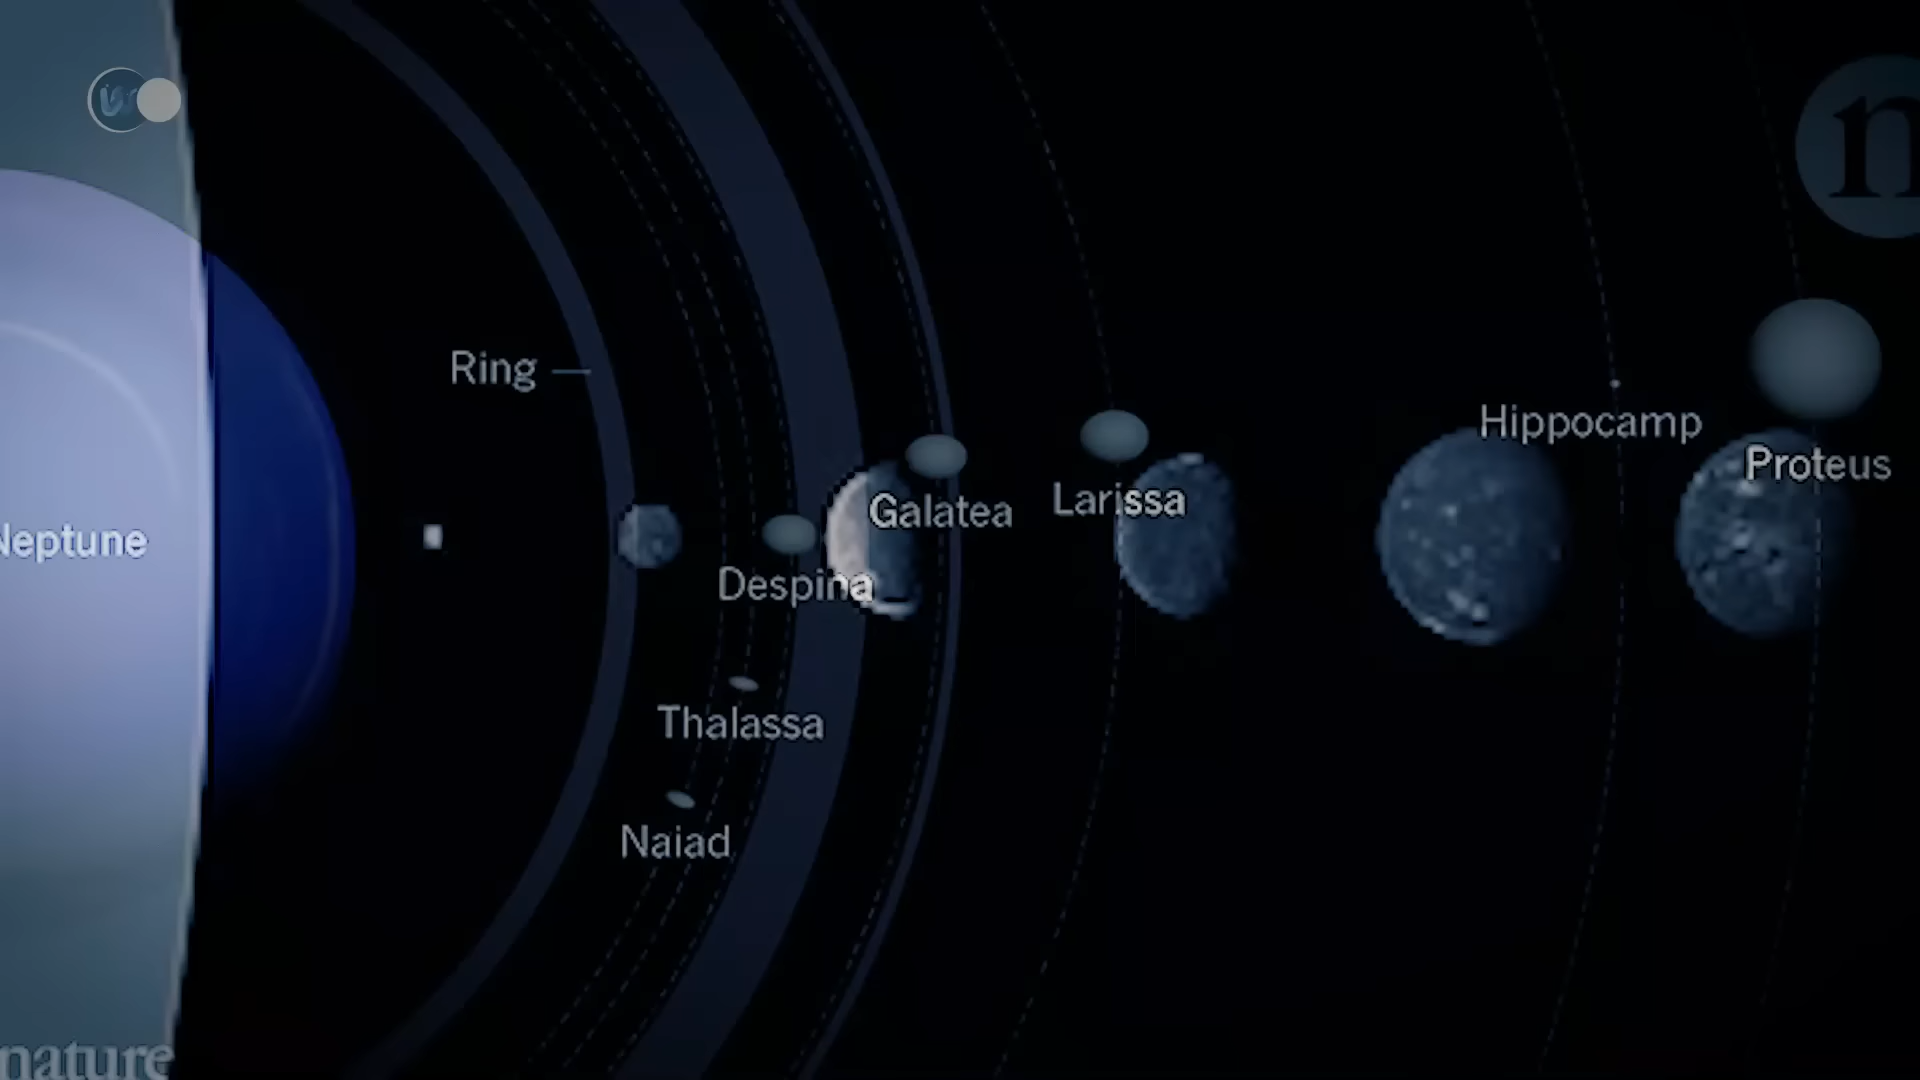 n
Ring
Hippocamp
Proteus
Larissa
Galatea
Neptune
Despina
Thalassa
Naiad
nature